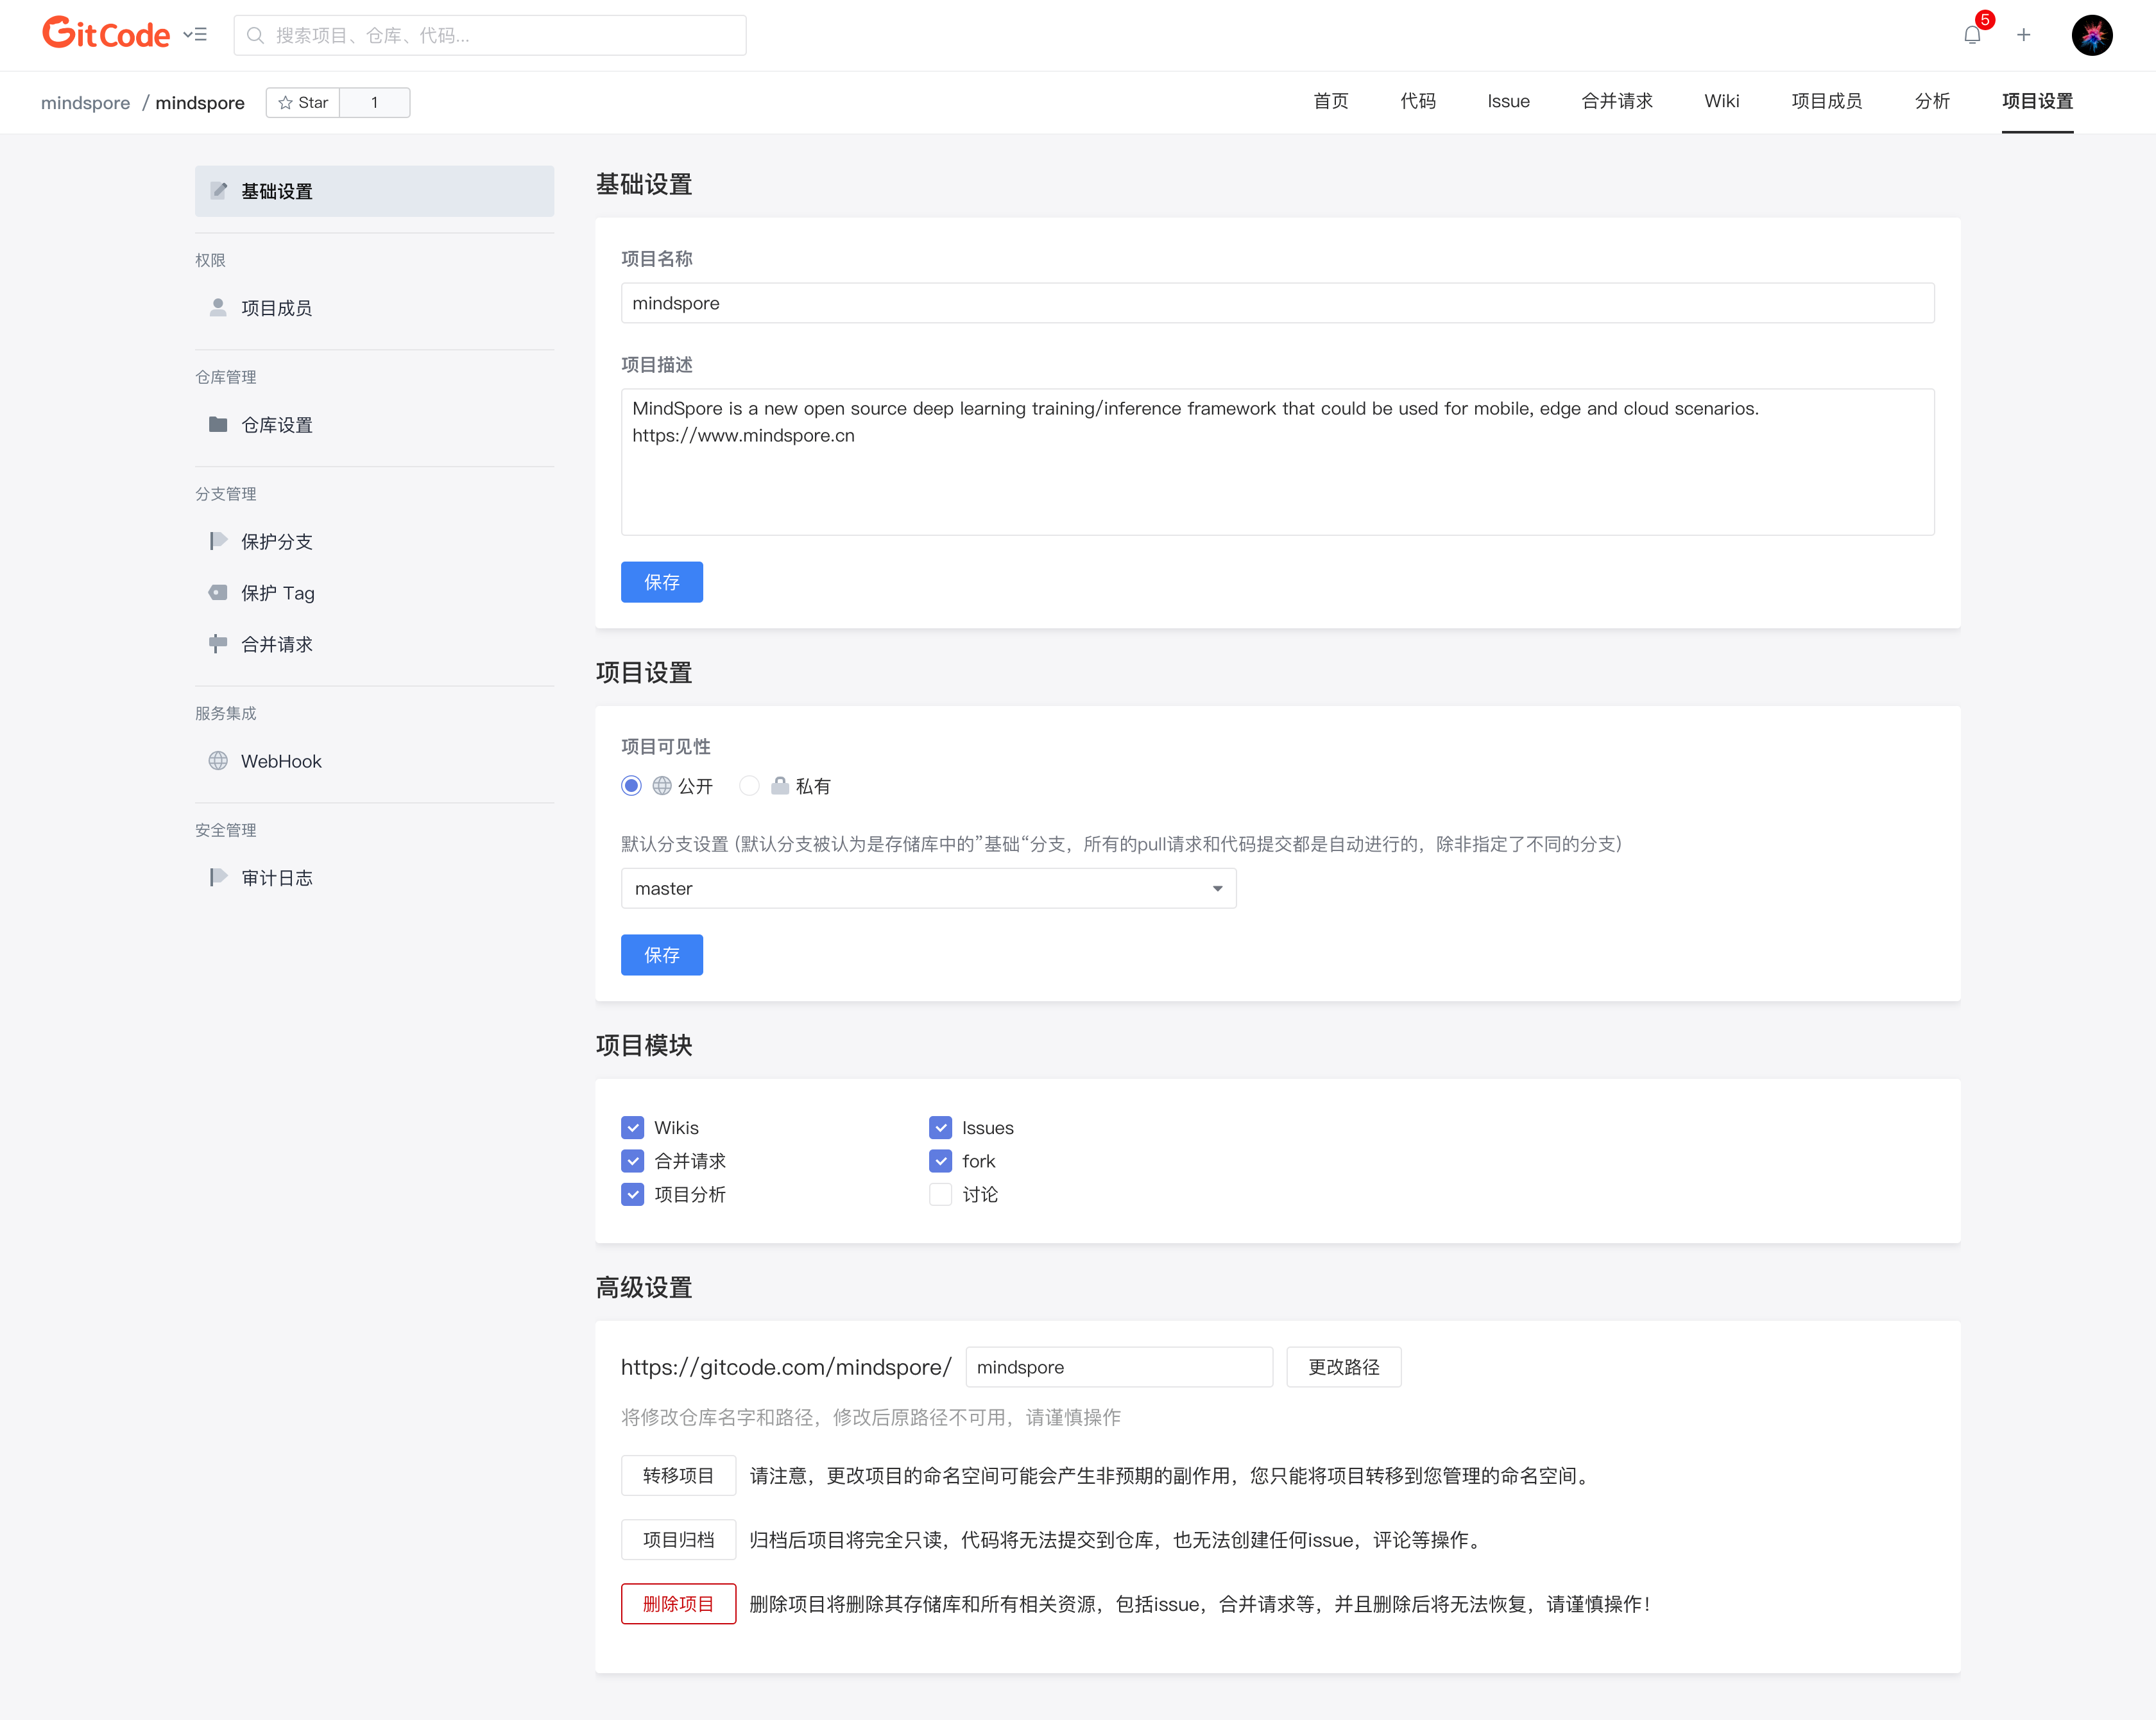 GitCode
搜索项目、仓库、代码...
5
mindspore / mindspore
Star 1
首页 代码 Issue 合并请求 Wiki 项目成员 分析 项目设置
基础设置
权限
项目成员
仓库管理
仓库设置
分支管理
保护分支
保护 Tag
合并请求
服务集成
WebHook
安全管理
审计日志
基础设置
项目名称
mindspore
项目描述
MindSpore is a new open source deep learning training/inference framework that could be used for mobile, edge and cloud scenarios.
https://www.mindspore.cn
保存
项目设置
项目可见性
公开 私有
默认分支设置 (默认分支被认为是存储库中的”基础“分支，所有的pull请求和代码提交都是自动进行的，除非指定了不同的分支)
master
保存
项目模块
Wikis Issues
合并请求 fork
项目分析 讨论
高级设置
https://gitcode.com/mindspore/ mindspore 更改路径
将修改仓库名字和路径，修改后原路径不可用，请谨慎操作
转移项目 请注意，更改项目的命名空间可能会产生非预期的副作用，您只能将项目转移到您管理的命名空间。
项目归档 归档后项目将完全只读，代码将无法提交到仓库，也无法创建任何issue，评论等操作。
删除项目 删除项目将删除其存储库和所有相关资源，包括issue，合并请求等，并且删除后将无法恢复，请谨慎操作！